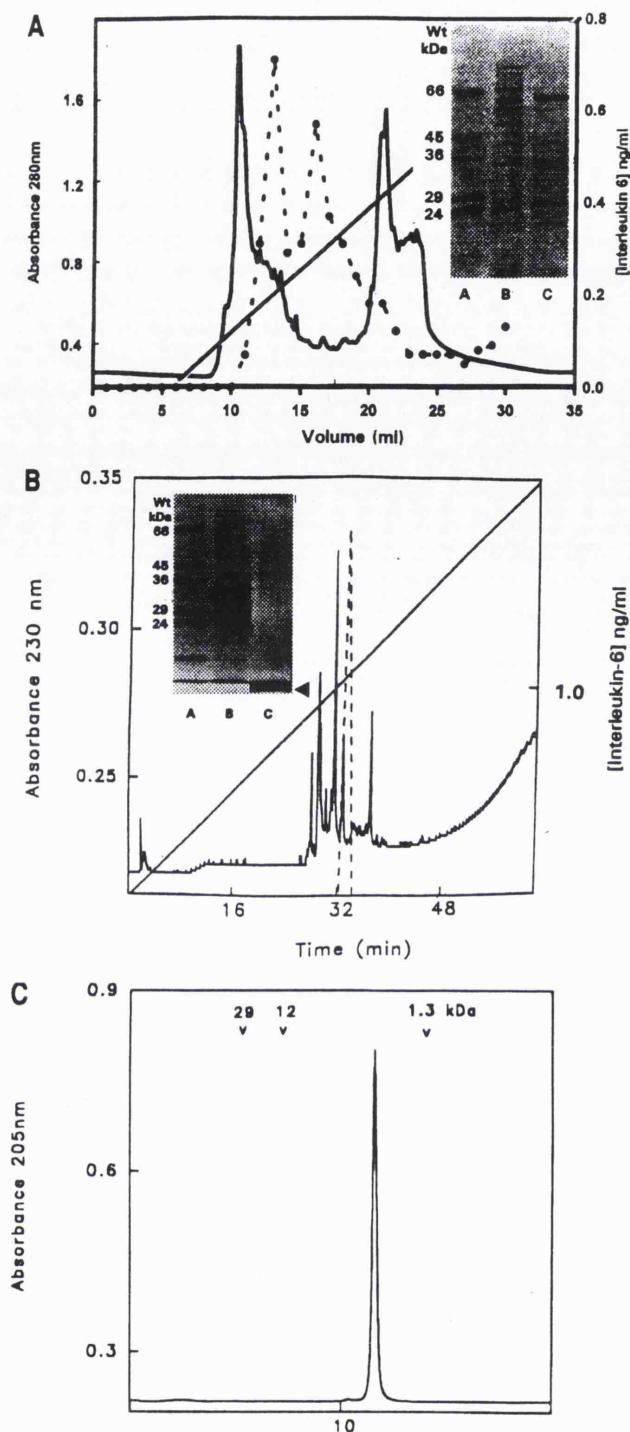 A
Absorbance 280nm
1.6
1.2
0.8
0.4
0.8
0.6
0.4
0.2
0.0
[Interleukin 6] ng/ml
Wt
kDa
66
45
36
29
24
A B C
0 5 10 15 20 25 30 35
Volume (ml)
B
Absorbance 230 nm
0.35
0.30
0.25
1.0
[Interleukin-6] ng/ml
Wt
kDa
66
45
36
29
24
A B C
16 32 48
Time (min)
C
Absorbance 205nm
0.9
0.6
0.3
29 12 1.3 kDa
v v v
10